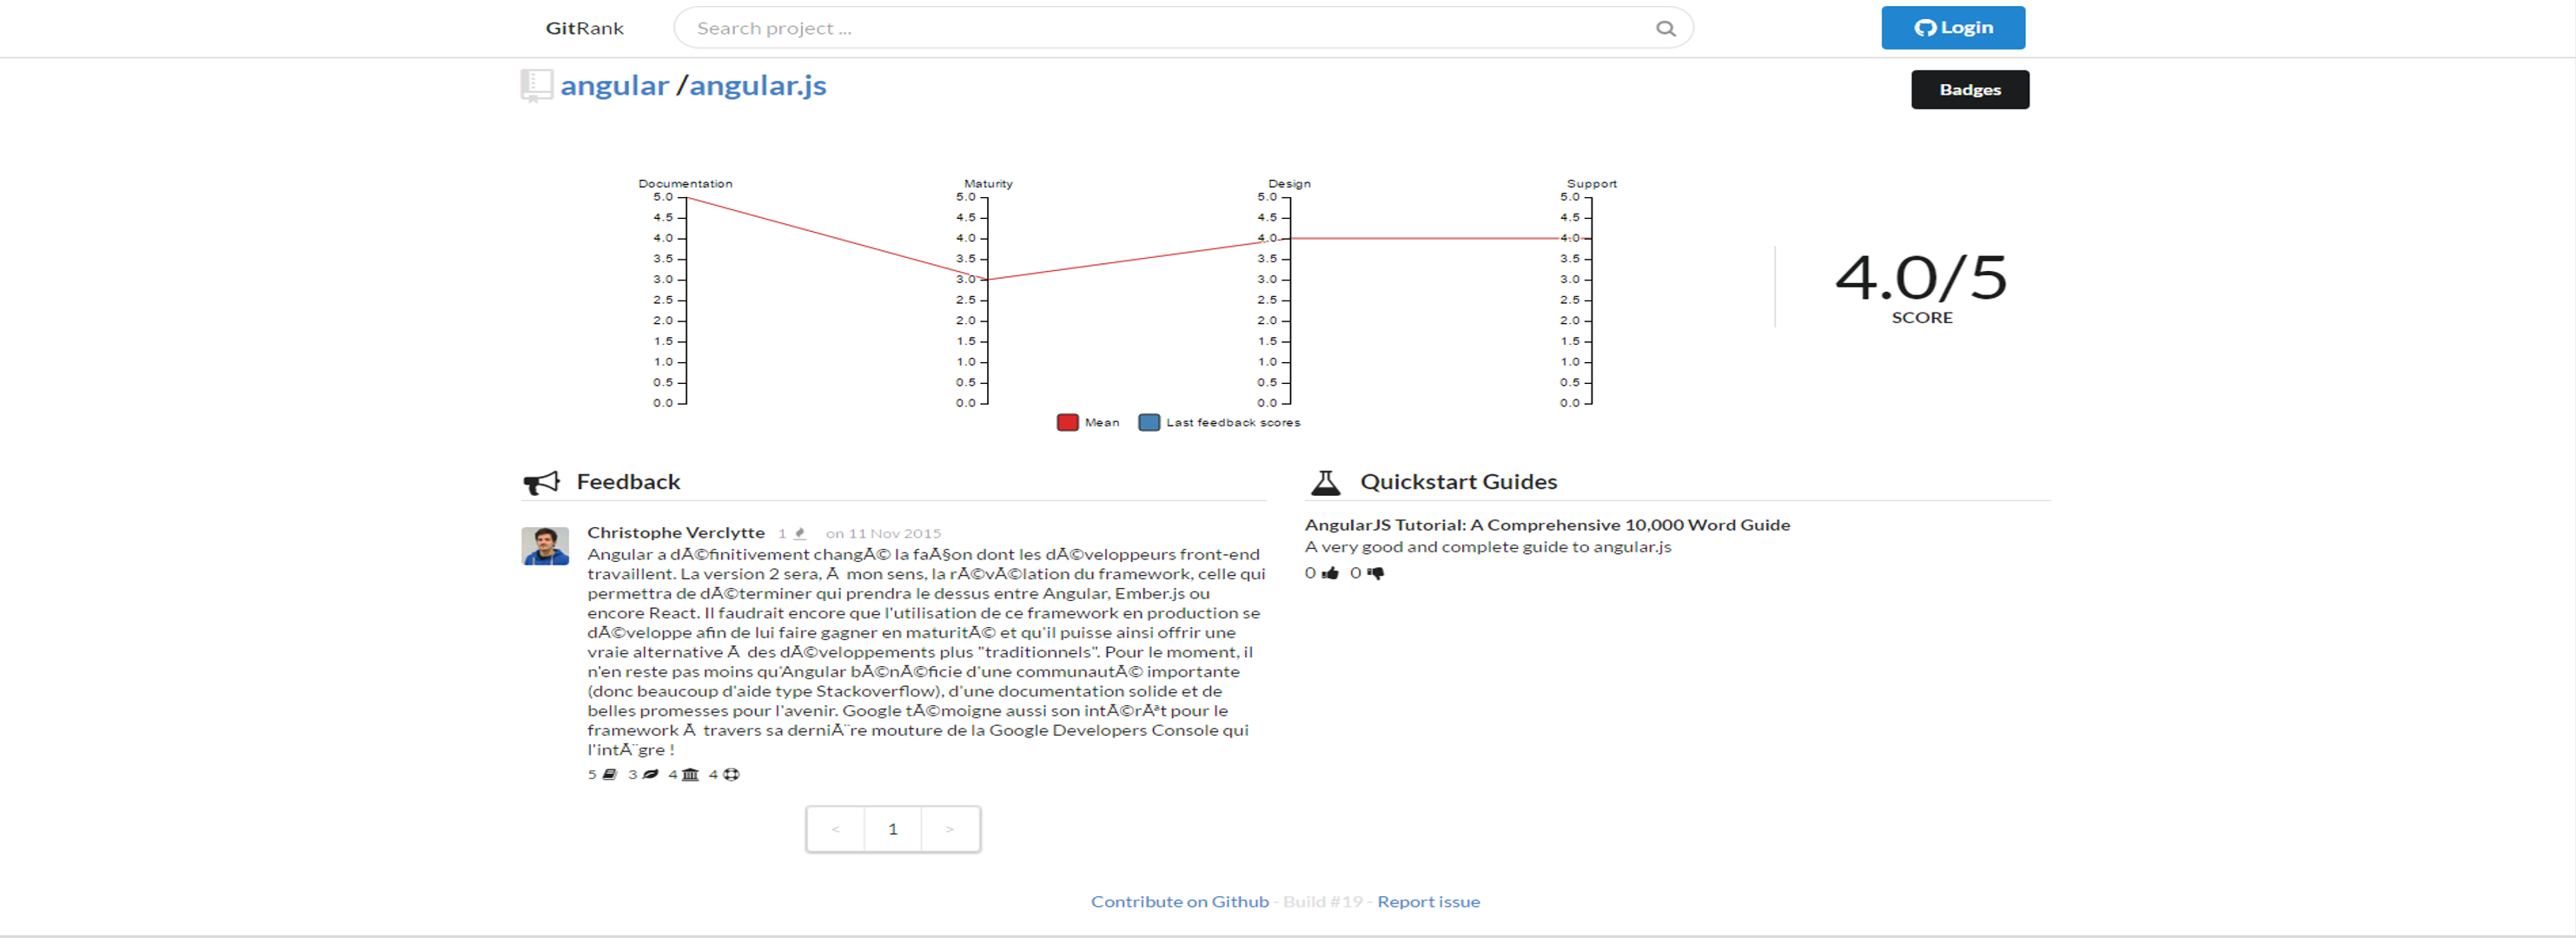 GitRank
Search project ...
Login
angular /angular.js
Badges
Documentation Maturity Design Support
5.0 5.0 5.0 5.0
4.5 4.5 4.5 4.5
4.0 4.0 4.0 4.0
3.5 3.5 3.5 3.5
3.0 3.0 3.0 3.0
2.5 2.5 2.5 2.5
2.0 2.0 2.0 2.0
1.5 1.5 1.5 1.5
1.0 1.0 1.0 1.0
0.5 0.5 0.5 0.5
0.0 0.0 0.0 0.0
Mean Last feedback scores
4.0/5
SCORE
Feedback
Christophe Verclytte 1 on 11 Nov 2015
Angular a dÃ©finitivement changÃ© la faÃ§on dont les dÃ©veloppeurs front-end
travaillent. La version 2 sera, Ã  mon sens, la rÃ©vÃ©lation du framework, celle qui
permettra de dÃ©terminer qui prendra le dessus entre Angular, Ember.js ou
encore React. Il faudrait encore que l'utilisation de ce framework en production se
dÃ©veloppe afin de lui faire gagner en maturitÃ© et qu'il puisse ainsi offrir une
vraie alternative Ã  des dÃ©veloppements plus "traditionnels". Pour le moment, il
n'en reste pas moins qu'Angular bÃ©nÃ©ficie d'une communautÃ© importante
(donc beaucoup d'aide type Stackoverflow), d'une documentation solide et de
belles promesses pour l'avenir. Google tÃ©moigne aussi son intÃ©rÃªt pour le
framework Ã  travers sa derniÃ¨re mouture de la Google Developers Console qui
l'intÃ¨gre !
5 3 4 4
< 1 >
Quickstart Guides
AngularJS Tutorial: A Comprehensive 10,000 Word Guide
A very good and complete guide to angular.js
0 0
Contribute on Github - Build #19 - Report issue